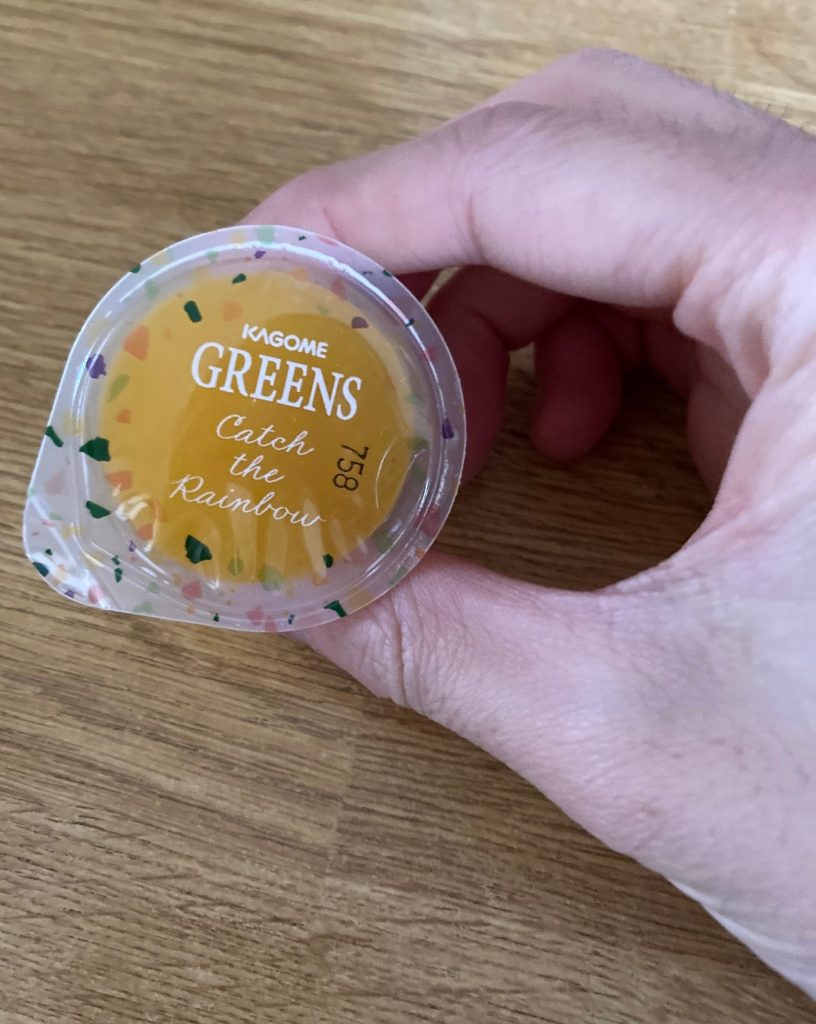 KAGOME
GREENS
Catch
the
Rainbow
758